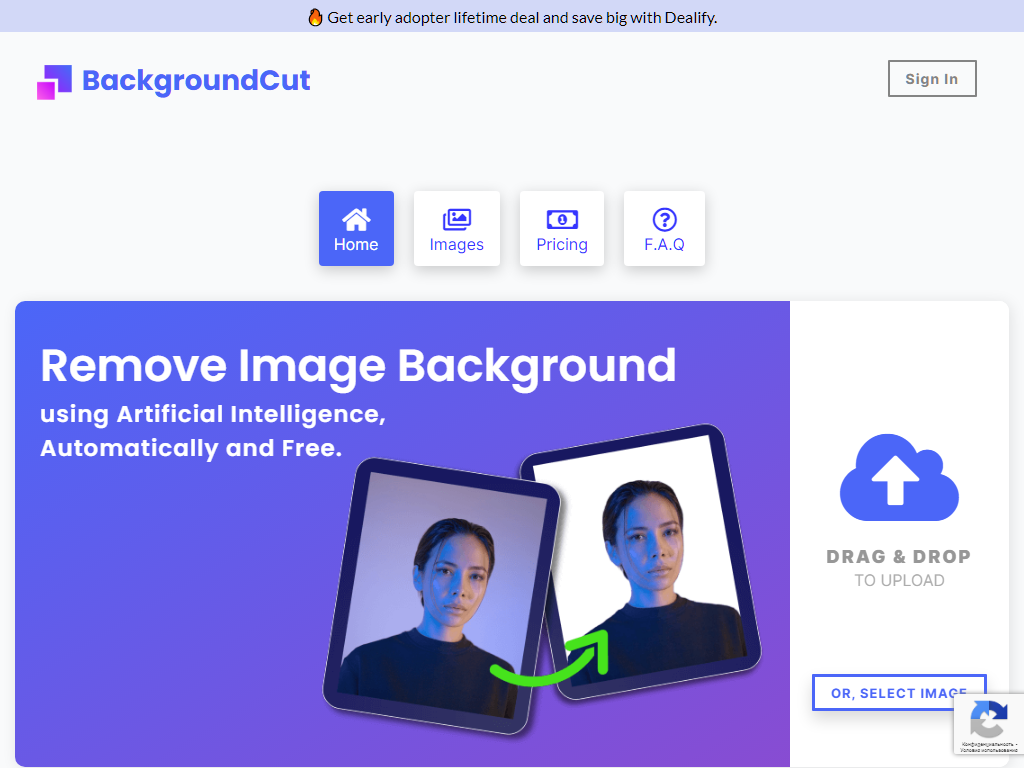 🔥 Get early adopter lifetime deal and save big with Dealify.
BackgroundCut
Sign In
Home
Images
Pricing
F.A.Q
Remove Image Background
using Artificial Intelligence,
Automatically and Free.
DRAG & DROP
TO UPLOAD
OR, SELECT IMAGE
Конфиденциальность -
Условия использования